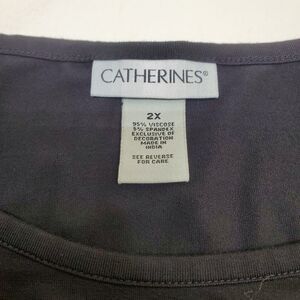 CATHERINES®
2X
95% VISCOSE
5% SPANDEX
EXCLUSIVE OF
DECORATION
MADE IN
INDIA
SEE REVERSE
FOR CARE